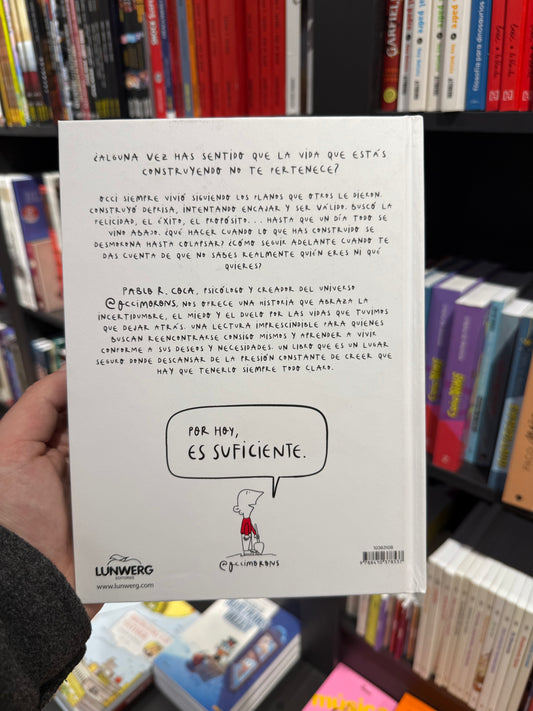 ¿ALGUNA VEZ HAS SENTIDO QUE LA VIDA QUE ESTÁS
CONSTRUYENDO NO TE PERTENECE?
OCCI SIEMPRE VIVIÓ SIGUIENDO LOS PLANOS QUE OTROS LE DIERON.
CONSTRUYÓ DEPRISA, INTENTANDO ENCAJAR Y SER VÁLIDO. BUSCÓ LA
FELICIDAD, EL ÉXITO, EL PROPÓSITO... HASTA QUE UN DÍA TODO SE
VINO ABAJO. ¿QUÉ HACER CUANDO LO QUE HAS CONSTRUIDO SE
DESMORONA HASTA COLAPSAR? ¿CÓMO SEGUIR ADELANTE CUANDO TE
DAS CUENTA DE QUE NO SABES REALMENTE QUIÉN ERES NI QUÉ
QUIERES?
PABLO R. COCA, PSICÓLOGO Y CREADOR DEL UNIVERSO
@OCCIMORONS, NOS OFRECE UNA HISTORIA QUE ABRAZA LA
INCERTIDUMBRE, EL MIEDO Y EL DUELO POR LAS VIDAS QUE TUVIMOS
QUE DEJAR ATRÁS. UNA LECTURA IMPRESCINDIBLE PARA QUIENES
BUSCAN REENCONTRARSE CONSIGO MISMOS Y APRENDER A VIVIR
CONFORME A SUS DESEOS Y NECESIDADES. UN LIBRO QUE ES UN LUGAR
SEGURO DONDE DESCANSAR DE LA PRESIÓN CONSTANTE DE CREER QUE
HAY QUE TENERLO SIEMPRE TODO CLARO.
POR HOY,
ES SUFICIENTE.
@OCCIMORONS
LUNWERG
EDITORES
www.lunwerg.com
GARFIELD
filosofía para dinosaurios